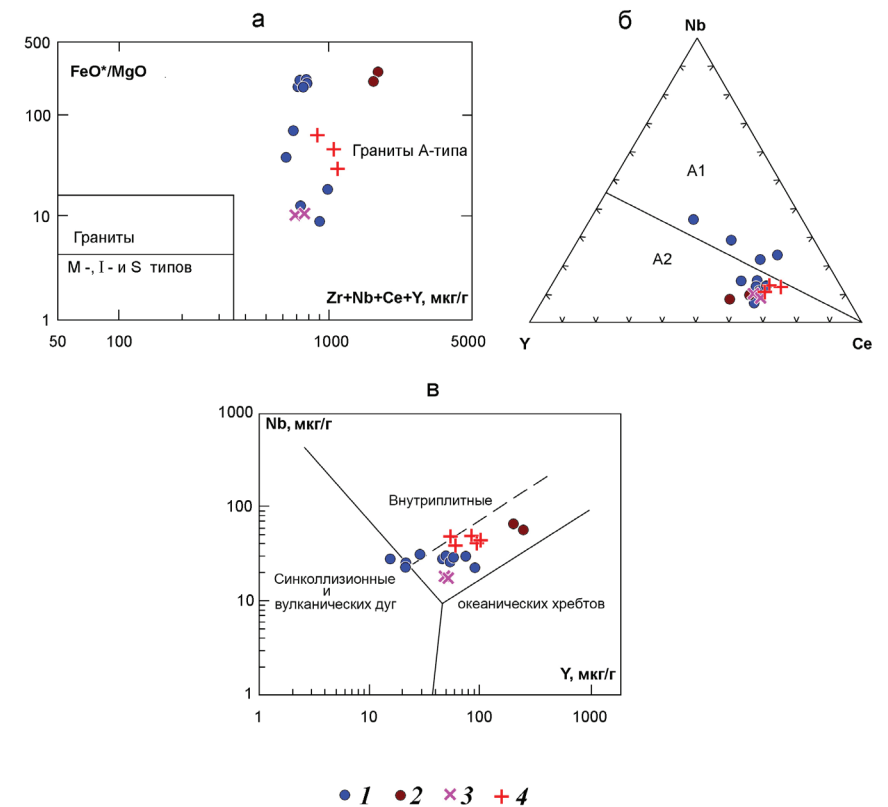 а
500
FeO*/MgO
100
Граниты А-типа
10
Граниты
М -, I - и S типов
Zr+Nb+Ce+Y, мкг/г
1
50 100 1000 5000
б
Nb
А1
А2
Y Ce
в
1000
Nb, мкг/г
Внутриплитные
100
Синколлизионные
и
вулканических дуг
океанических хребтов
10
Y, мкг/г
1
1 10 100 1000
1 2 3 4